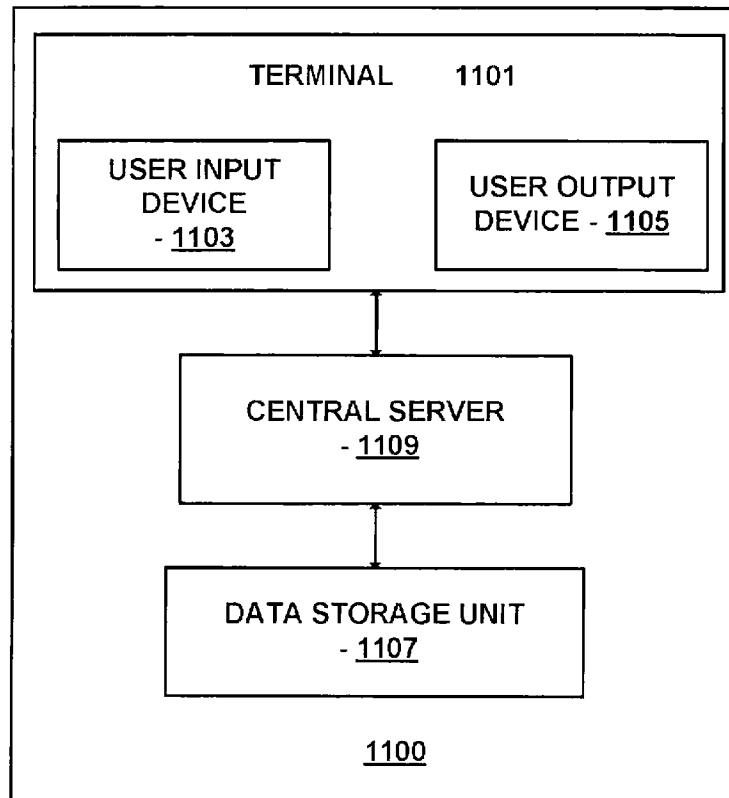 TERMINAL 1101
USER INPUT
DEVICE
- 1103
USER OUTPUT
DEVICE - 1105
CENTRAL SERVER
- 1109
DATA STORAGE UNIT
- 1107
1100